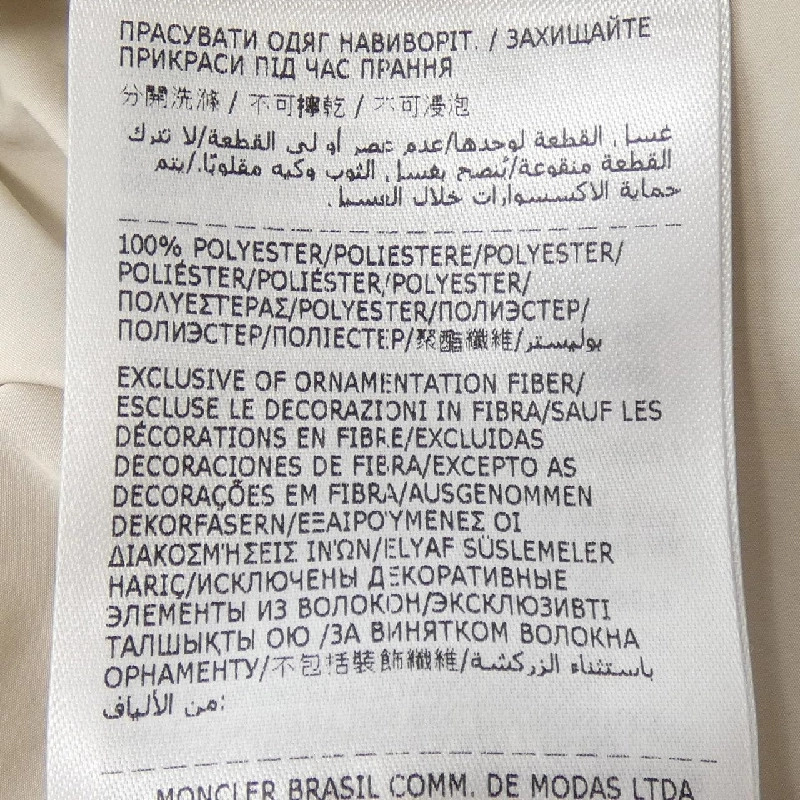 ПРАСУВАТИ ОДЯГ НАВИВОРІТ. / ЗАХИЩАЙТЕ
ПРИКРАСИ ПІД ЧАС ПРАННЯ
分開洗滌 / 不可擰乾 / 不可浸泡
غسل القطعة لوحدها/عدم عصر أو لي القطعة/لا تترك
القطعة منقوعة/يُنصح بغسل الثوب وكيه مقلوبًا./يتم
حماية الاكسسوارات خلال الغسيل.
100% POLYESTER/POLIESTERE/POLYESTER/
POLIÉSTER/POLIÉSTER/POLYESTER/
ΠΟΛΥΕΣΤΕΡΑΣ/POLYESTER/ПОЛИЭСТЕР/
ПОЛИЭСТЕР/ПОЛІЕСТЕР/聚酯纖維/بوليستر
EXCLUSIVE OF ORNAMENTATION FIBER/
ESCLUSE LE DECORAZIONI IN FIBRA/SAUF LES
DÉCORATIONS EN FIBRE/EXCLUIDAS
DECORACIONES DE FIBRA/EXCEPTO AS
DECORAÇÕES EM FIBRA/AUSGENOMMEN
DEKORFASERN/ΕΞΑΙΡΟΎΜΕΝΕΣ ΟΙ
ΔΙΑΚΟΣΜΉΣΕΙΣ ΙΝΏΝ/ELYAF SÜSLEMELER
HARIÇ/ИСКЛЮЧЕНЫ ДЕКОРАТИВНЫЕ
ЭЛЕМЕНТЫ ИЗ ВОЛОКОН/ЭКСКЛЮЗИВТІ
ТАЛШЫҚТЫ ОЮ /ЗА ВИНЯТКОМ ВОЛОКНА
ОРНАМЕНТУ/不包括裝飾纖維/باستثناء الزركشة
من الألياف:
MONCLER BRASIL COMM. DE MODAS LTDA